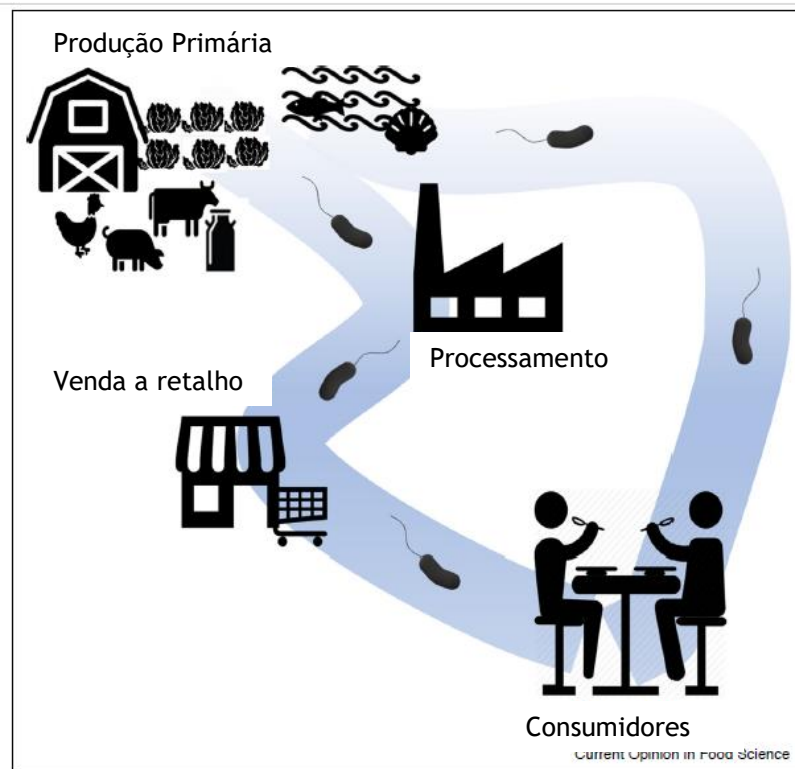 Produção Primária
Processamento
Venda a retalho
Consumidores
Current Opinion in Food Science